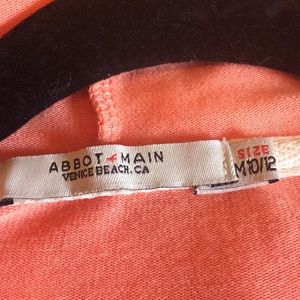 ABBOT + MAIN
VENICE BEACH, CA
SIZE
M10/12